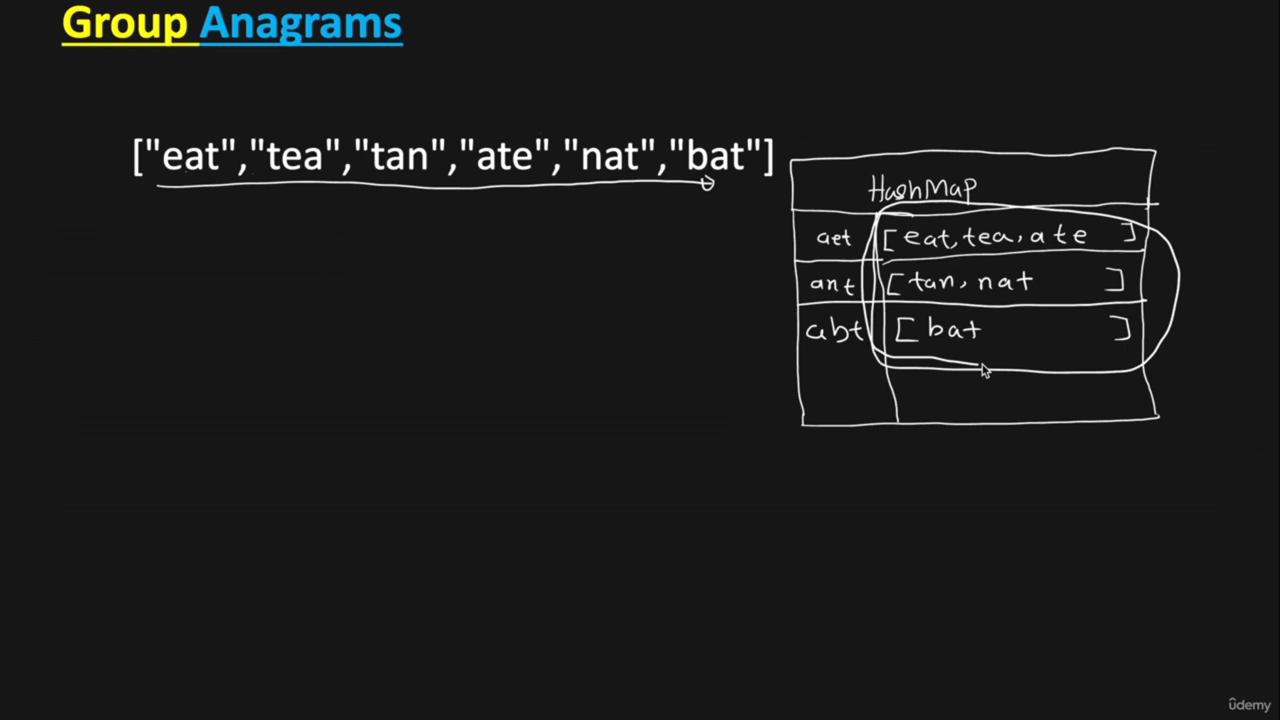 Group Anagrams
["eat","tea","tan","ate","nat","bat"]
HashMap
aet [eat,tea,ate ]
ant [tan,nat ]
abt [bat ]
ûdemy